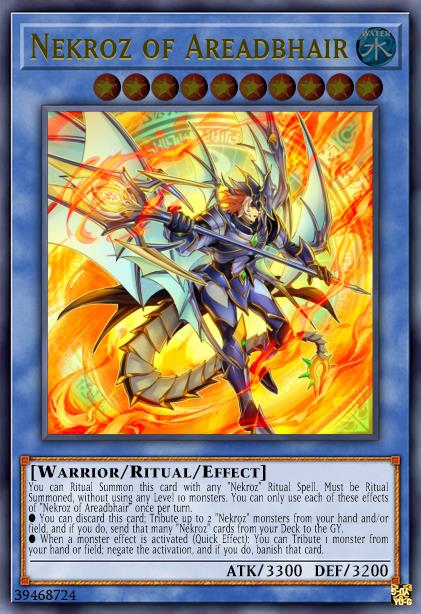 Nekroz of Areadbhair
WATER
水
[Warrior/Ritual/Effect]
You can Ritual Summon this card with any "Nekroz" Ritual Spell. Must be Ritual
Summoned, without using any Level 10 monsters. You can only use each of these effects
of "Nekroz of Areadbhair" once per turn.
● You can discard this card; Tribute up to 2 "Nekroz" monsters from your hand and/or
field, and if you do, send that many "Nekroz" cards from your Deck to the GY.
● When a monster effect is activated (Quick Effect): You can Tribute 1 monster from
your hand or field; negate the activation, and if you do, banish that card.
ATK/3300 DEF/3200
39468724